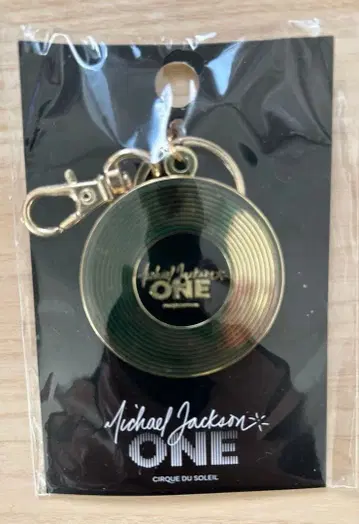 Michael Jackson
ONE
Michael Jackson
ONE
CIRQUE DU SOLEIL